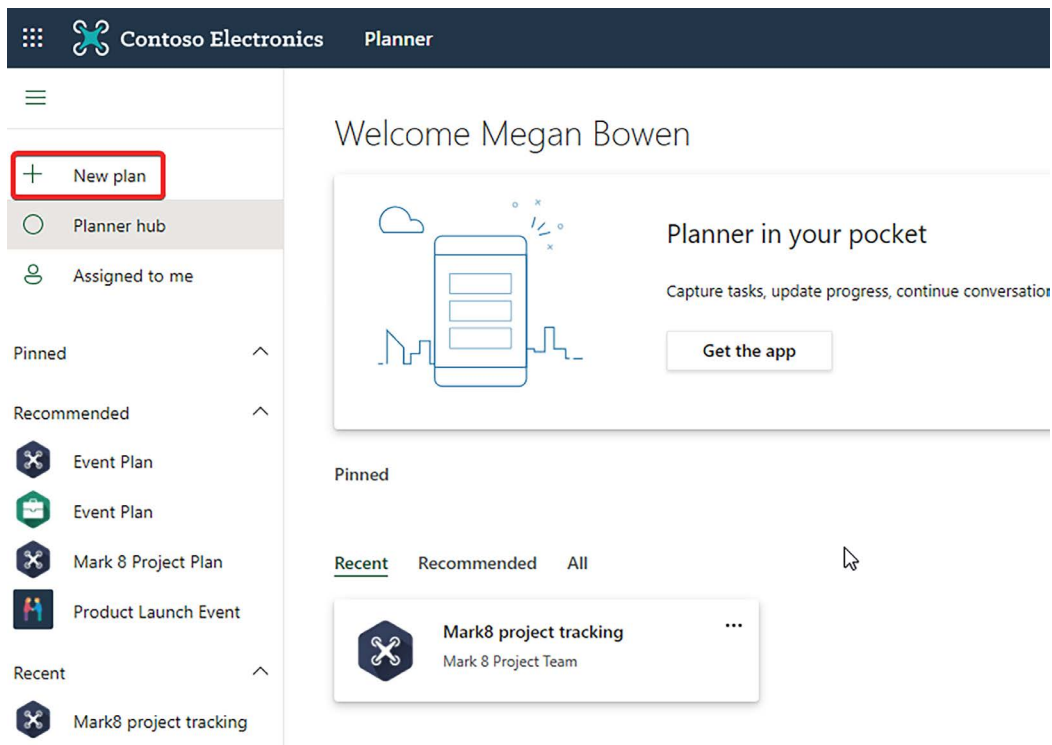 Contoso Electronics Planner
New plan
Planner hub
Assigned to me
Pinned
Recommended
Event Plan
Event Plan
Mark 8 Project Plan
Product Launch Event
Recent
Mark8 project tracking
Welcome Megan Bowen
Planner in your pocket
Capture tasks, update progress, continue
Get the app
Pinned
Recent Recommended All
Mark8 project tracking
Mark 8 Project Team